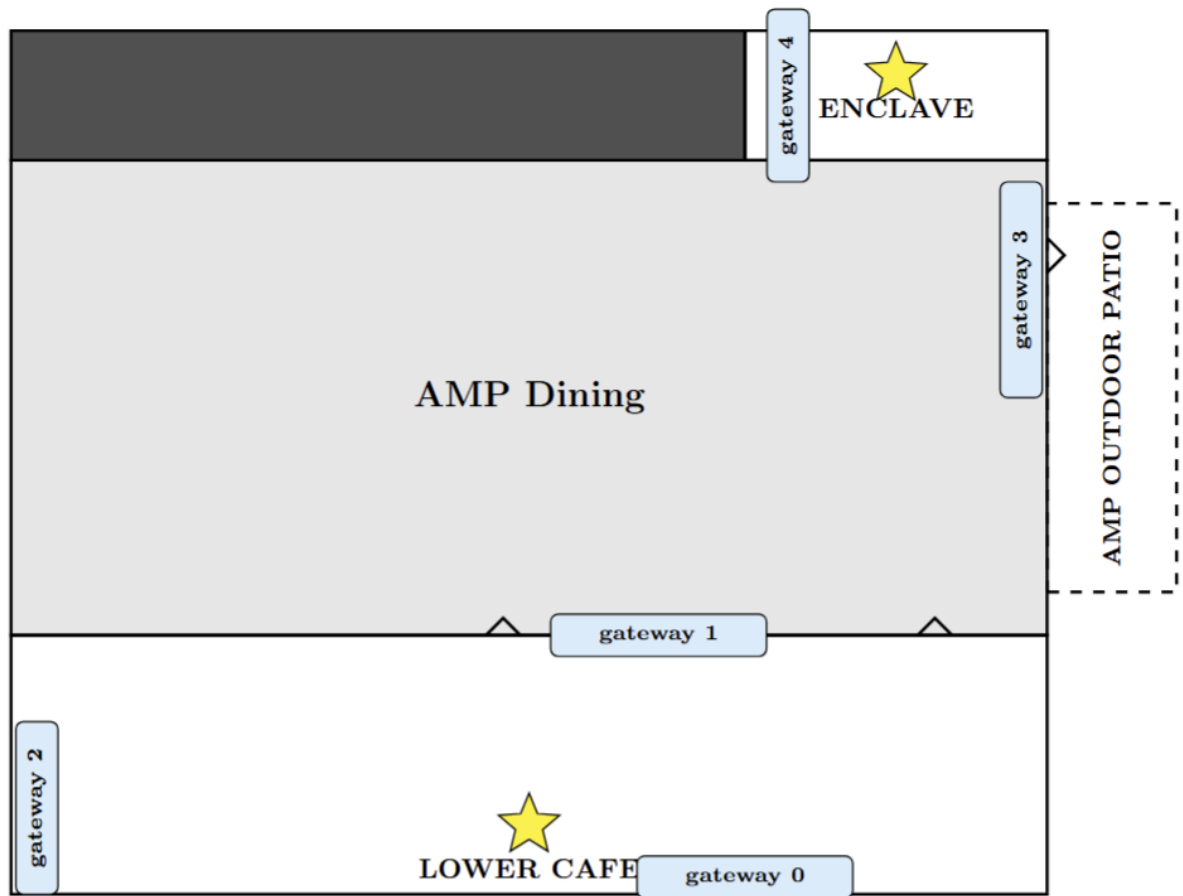 gateway 4
ENCLAVE
gateway 3
AMP OUTDOOR PATIO
AMP Dining
gateway 1
gateway 2
LOWER CAFE
gateway 0